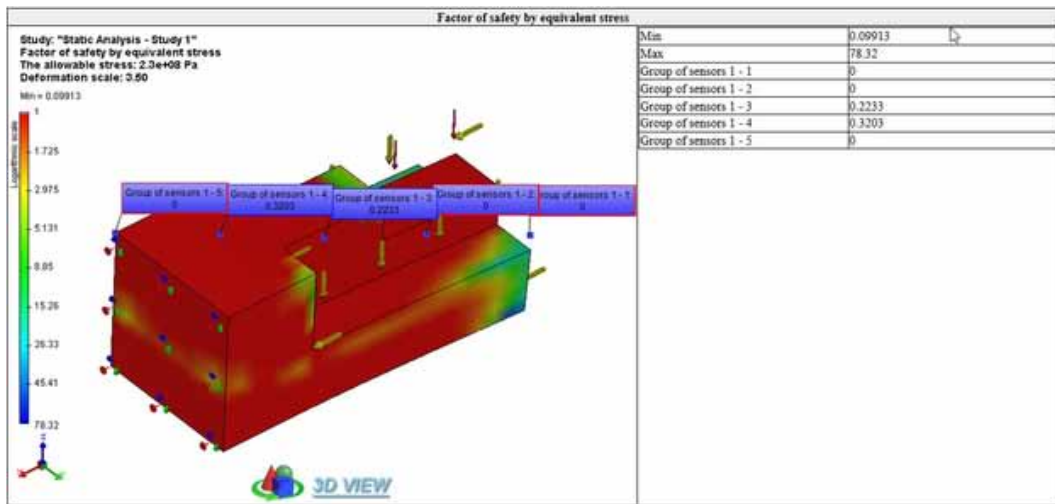 Factor of safety by equivalent stress
Study: "Static Analysis - Study 1"
Factor of safety by equivalent stress
The allowable stress: 2.3e+08 Pa
Deformation scale: 3.50
Min = 0.09913
Logarithmic scale
1
1.725
2.975
5.131
8.85
15.26
26.33
45.41
78.32
Group of sensors 1 - 5
0
Group of sensors 1 - 4
0.3203
Group of sensors 1 - 3
0.2233
Group of sensors 1 - 2
0
Group of sensors 1 - 1
0
3D VIEW
Min 0.09913
Max 78.32
Group of sensors 1 - 1 0
Group of sensors 1 - 2 0
Group of sensors 1 - 3 0.2233
Group of sensors 1 - 4 0.3203
Group of sensors 1 - 5 0